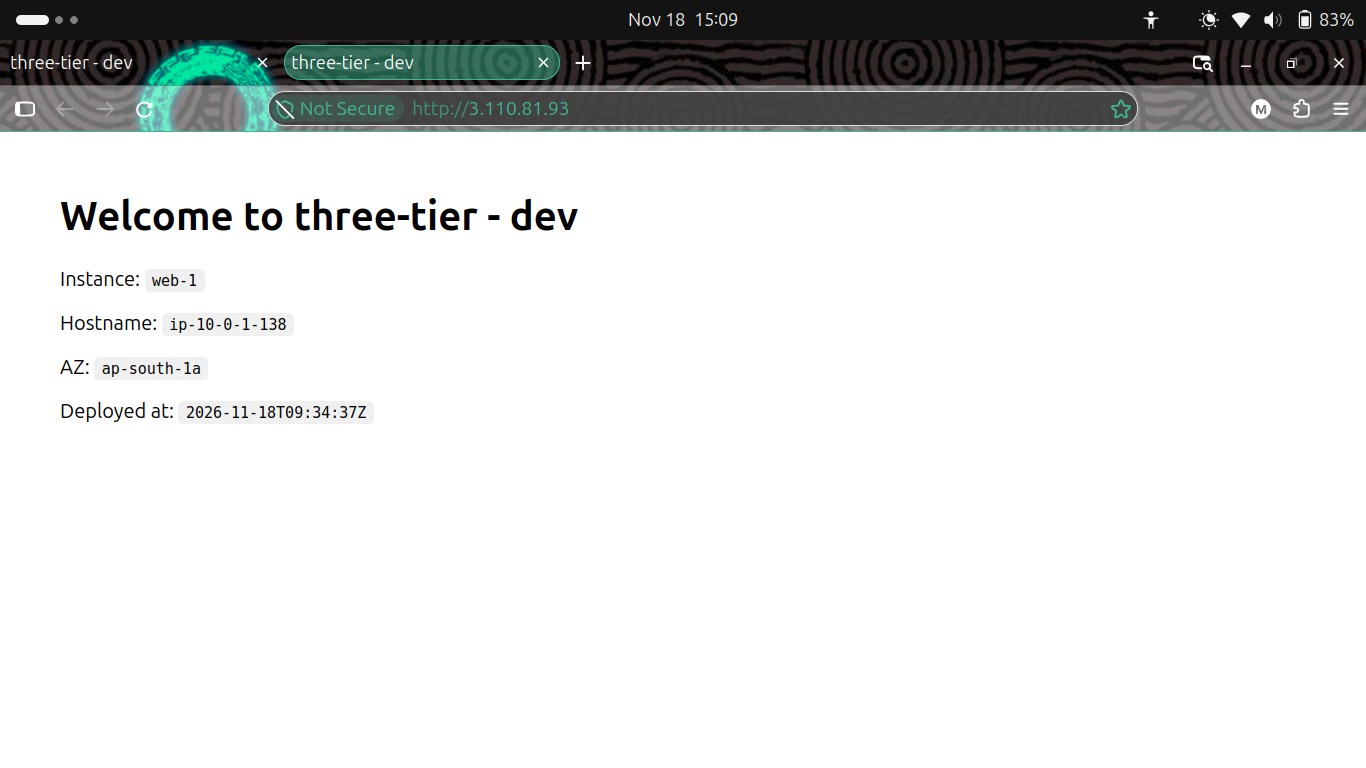 Nov 18 15:09
83%
three-tier - dev
three-tier - dev
Not Secure http://3.110.81.93
M
Welcome to three-tier - dev
Instance: web-1
Hostname: ip-10-0-1-138
AZ: ap-south-1a
Deployed at: 2026-11-18T09:34:37Z